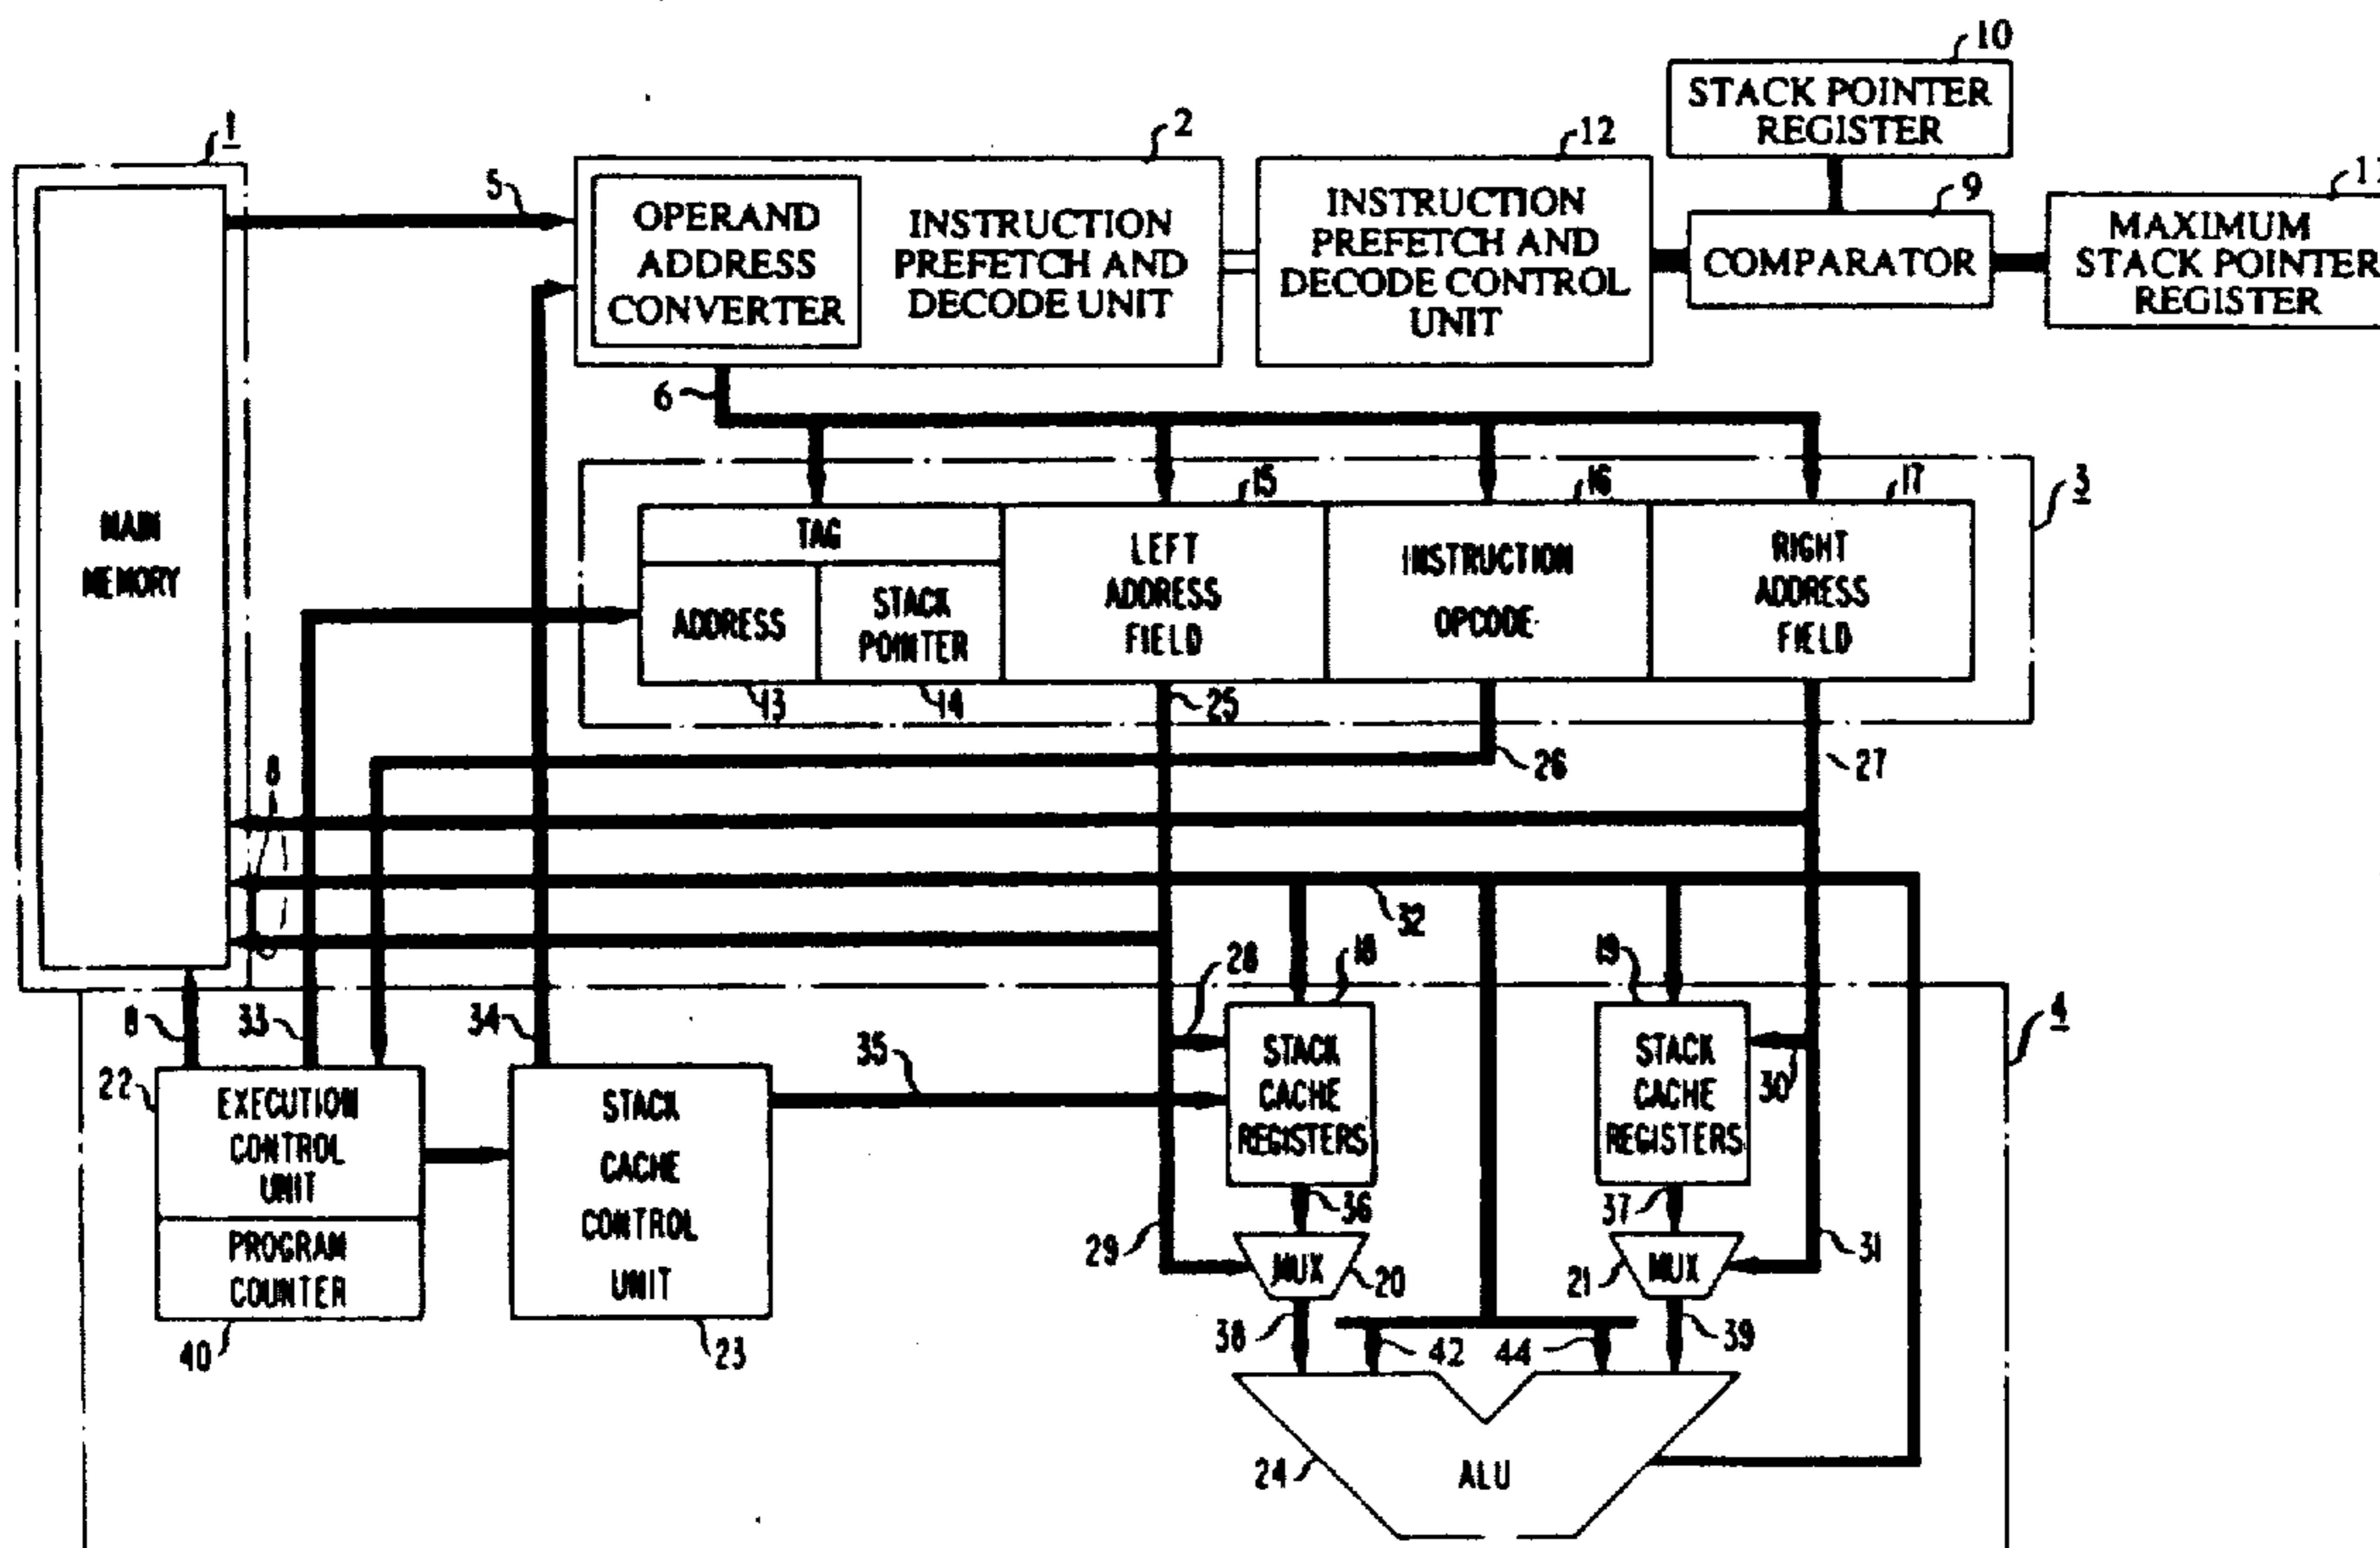 10
STACK POINTER
REGISTER
1
2
12
9
5
OPERAND
ADDRESS
CONVERTER
INSTRUCTION
PREFETCH AND
DECODE UNIT
INSTRUCTION
PREFETCH AND
DECODE CONTROL
UNIT
COMPARATOR
MAXIMUM
STACK POINTER
REGISTER
6
MAIN
MEMORY
15
16
17
3
TAG
ADDRESS
STACK
POINTER
LEFT
ADDRESS
FIELD
INSTRUCTION
OPCODE
RIGHT
ADDRESS
FIELD
13
14
25
26
27
8
32
28
18
19
8
33
34
35
4
22
EXECUTION
CONTROL
UNIT
PROGRAM
COUNTER
40
STACK
CACHE
CONTROL
UNIT
23
STACK
CACHE
REGISTERS
STACK
CACHE
REGISTERS
30
36
37
29
MUX
20
21
MUX
31
38
42
44
39
24
ALU